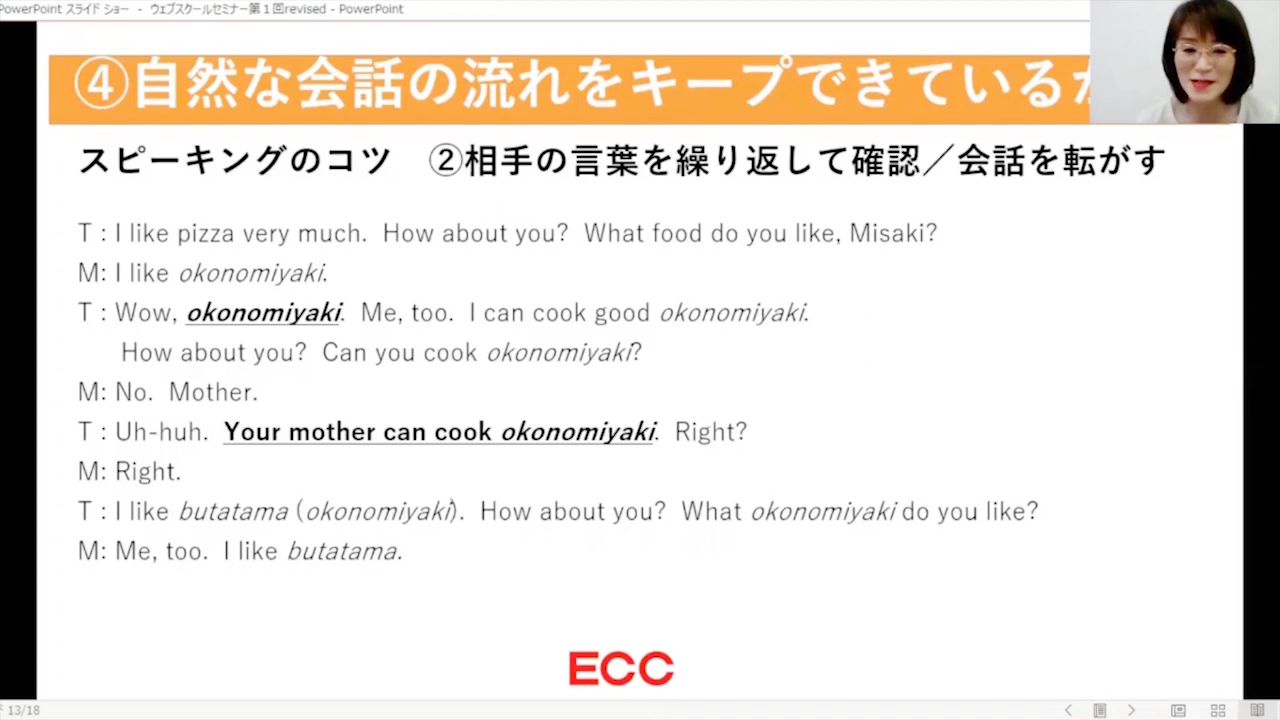 PowerPoint スライド ショー - ウェブスクールセミナー第1回revised - PowerPoint
④自然な会話の流れをキープできている
スピーキングのコツ ②相手の言葉を繰り返して確認／会話を転がす
T : I like pizza very much. How about you? What food do you like, Misaki?
M: I like okonomiyaki.
T : Wow, okonomiyaki. Me, too. I can cook good okonomiyaki.
How about you? Can you cook okonomiyaki?
M: No. Mother.
T : Uh-huh. Your mother can cook okonomiyaki. Right?
M: Right.
T : I like butatama (okonomiyaki). How about you? What okonomiyaki do you like?
M: Me, too. I like butatama.
ECC
13/18